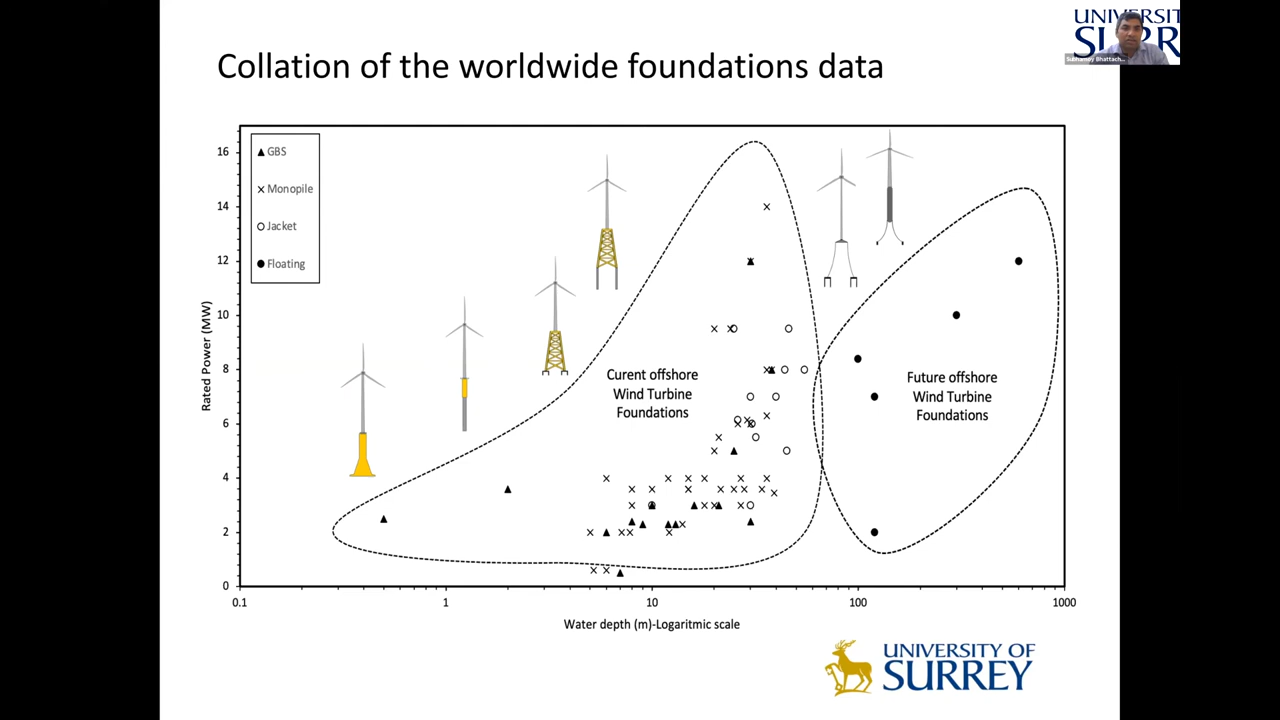 UNIVERSIT
Collation of the worldwide foundations data
GBS
Monopile
Jacket
Floating
Rated Power (MW)
16
14
12
10
8
6
4
2
0
Curent offshore
Wind Turbine
Foundations
Future offshore
Wind Turbine
Foundations
0.1
1
10
100
1000
Water depth (m)-Logaritmic scale
UNIVERSITY OF
SURREY